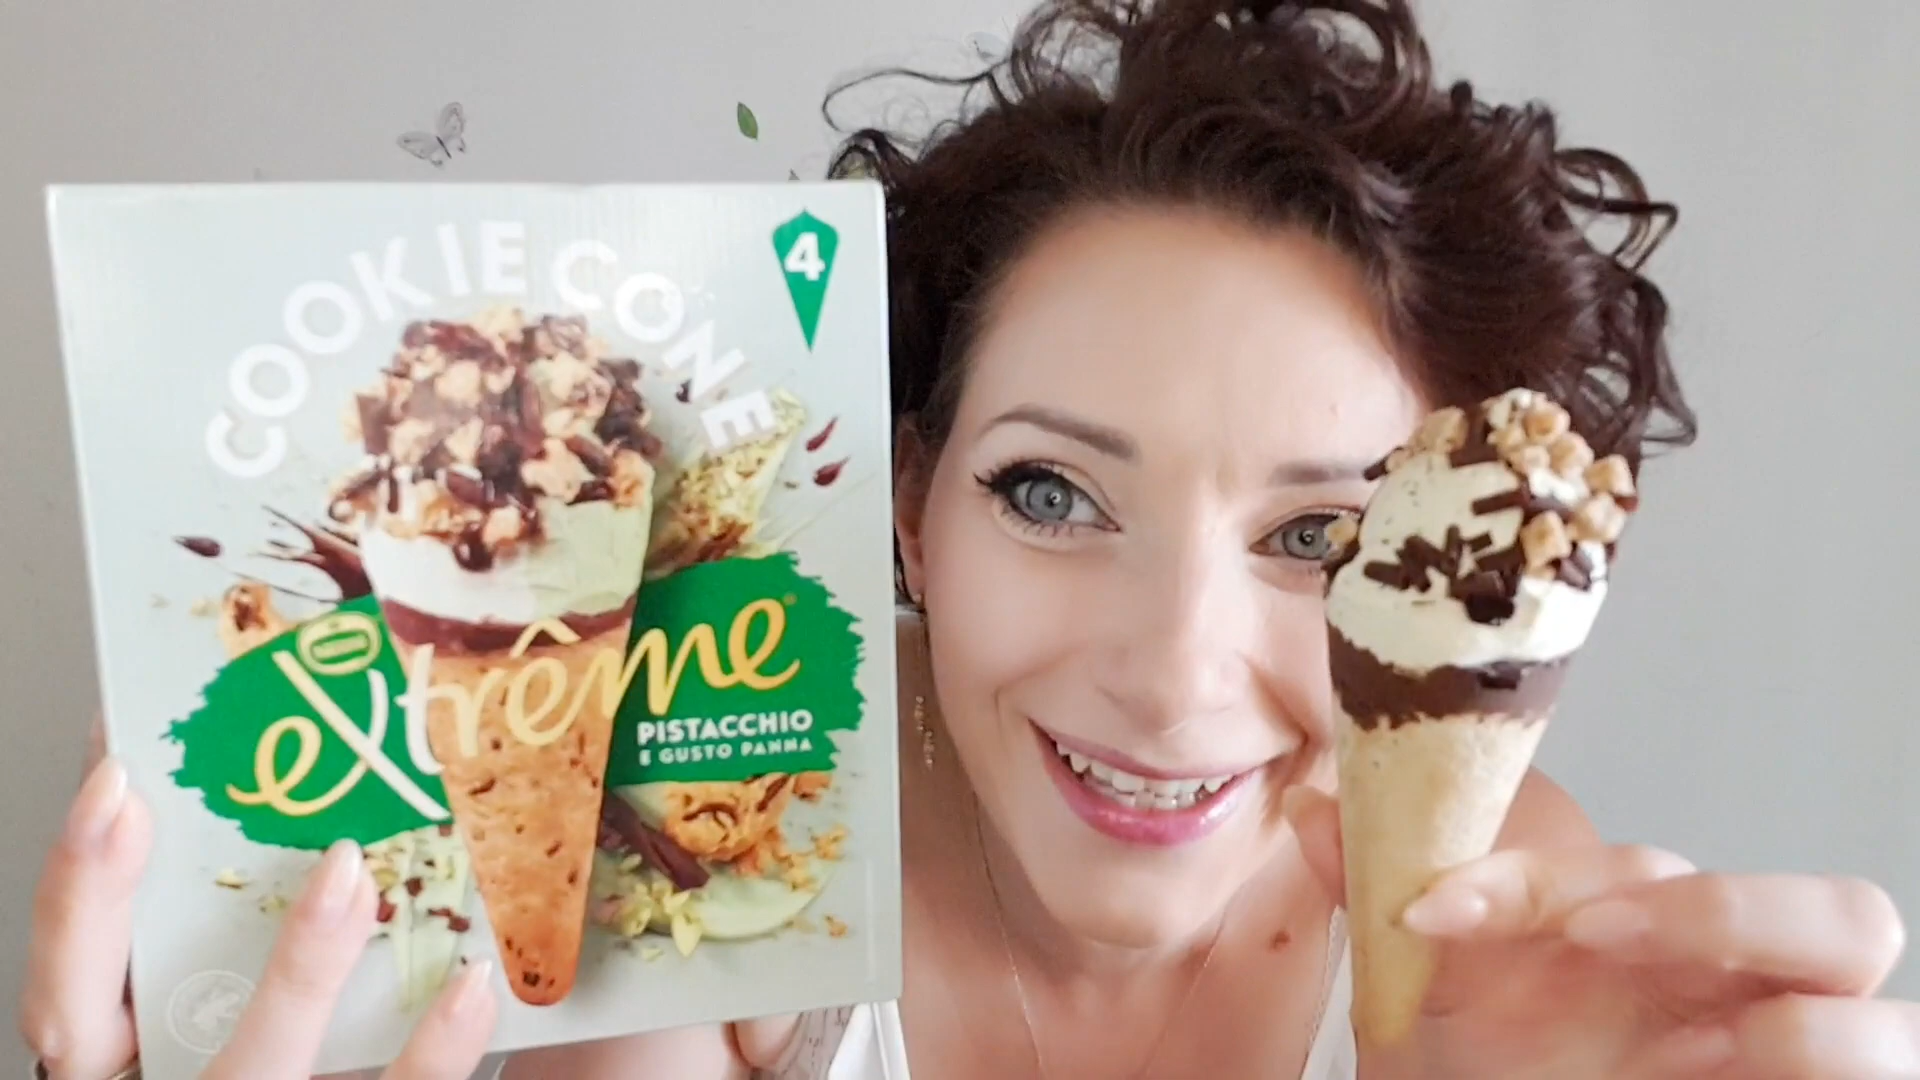 COOKIE CONE
4
extrême
PISTACCHIO
E GUSTO PANNA